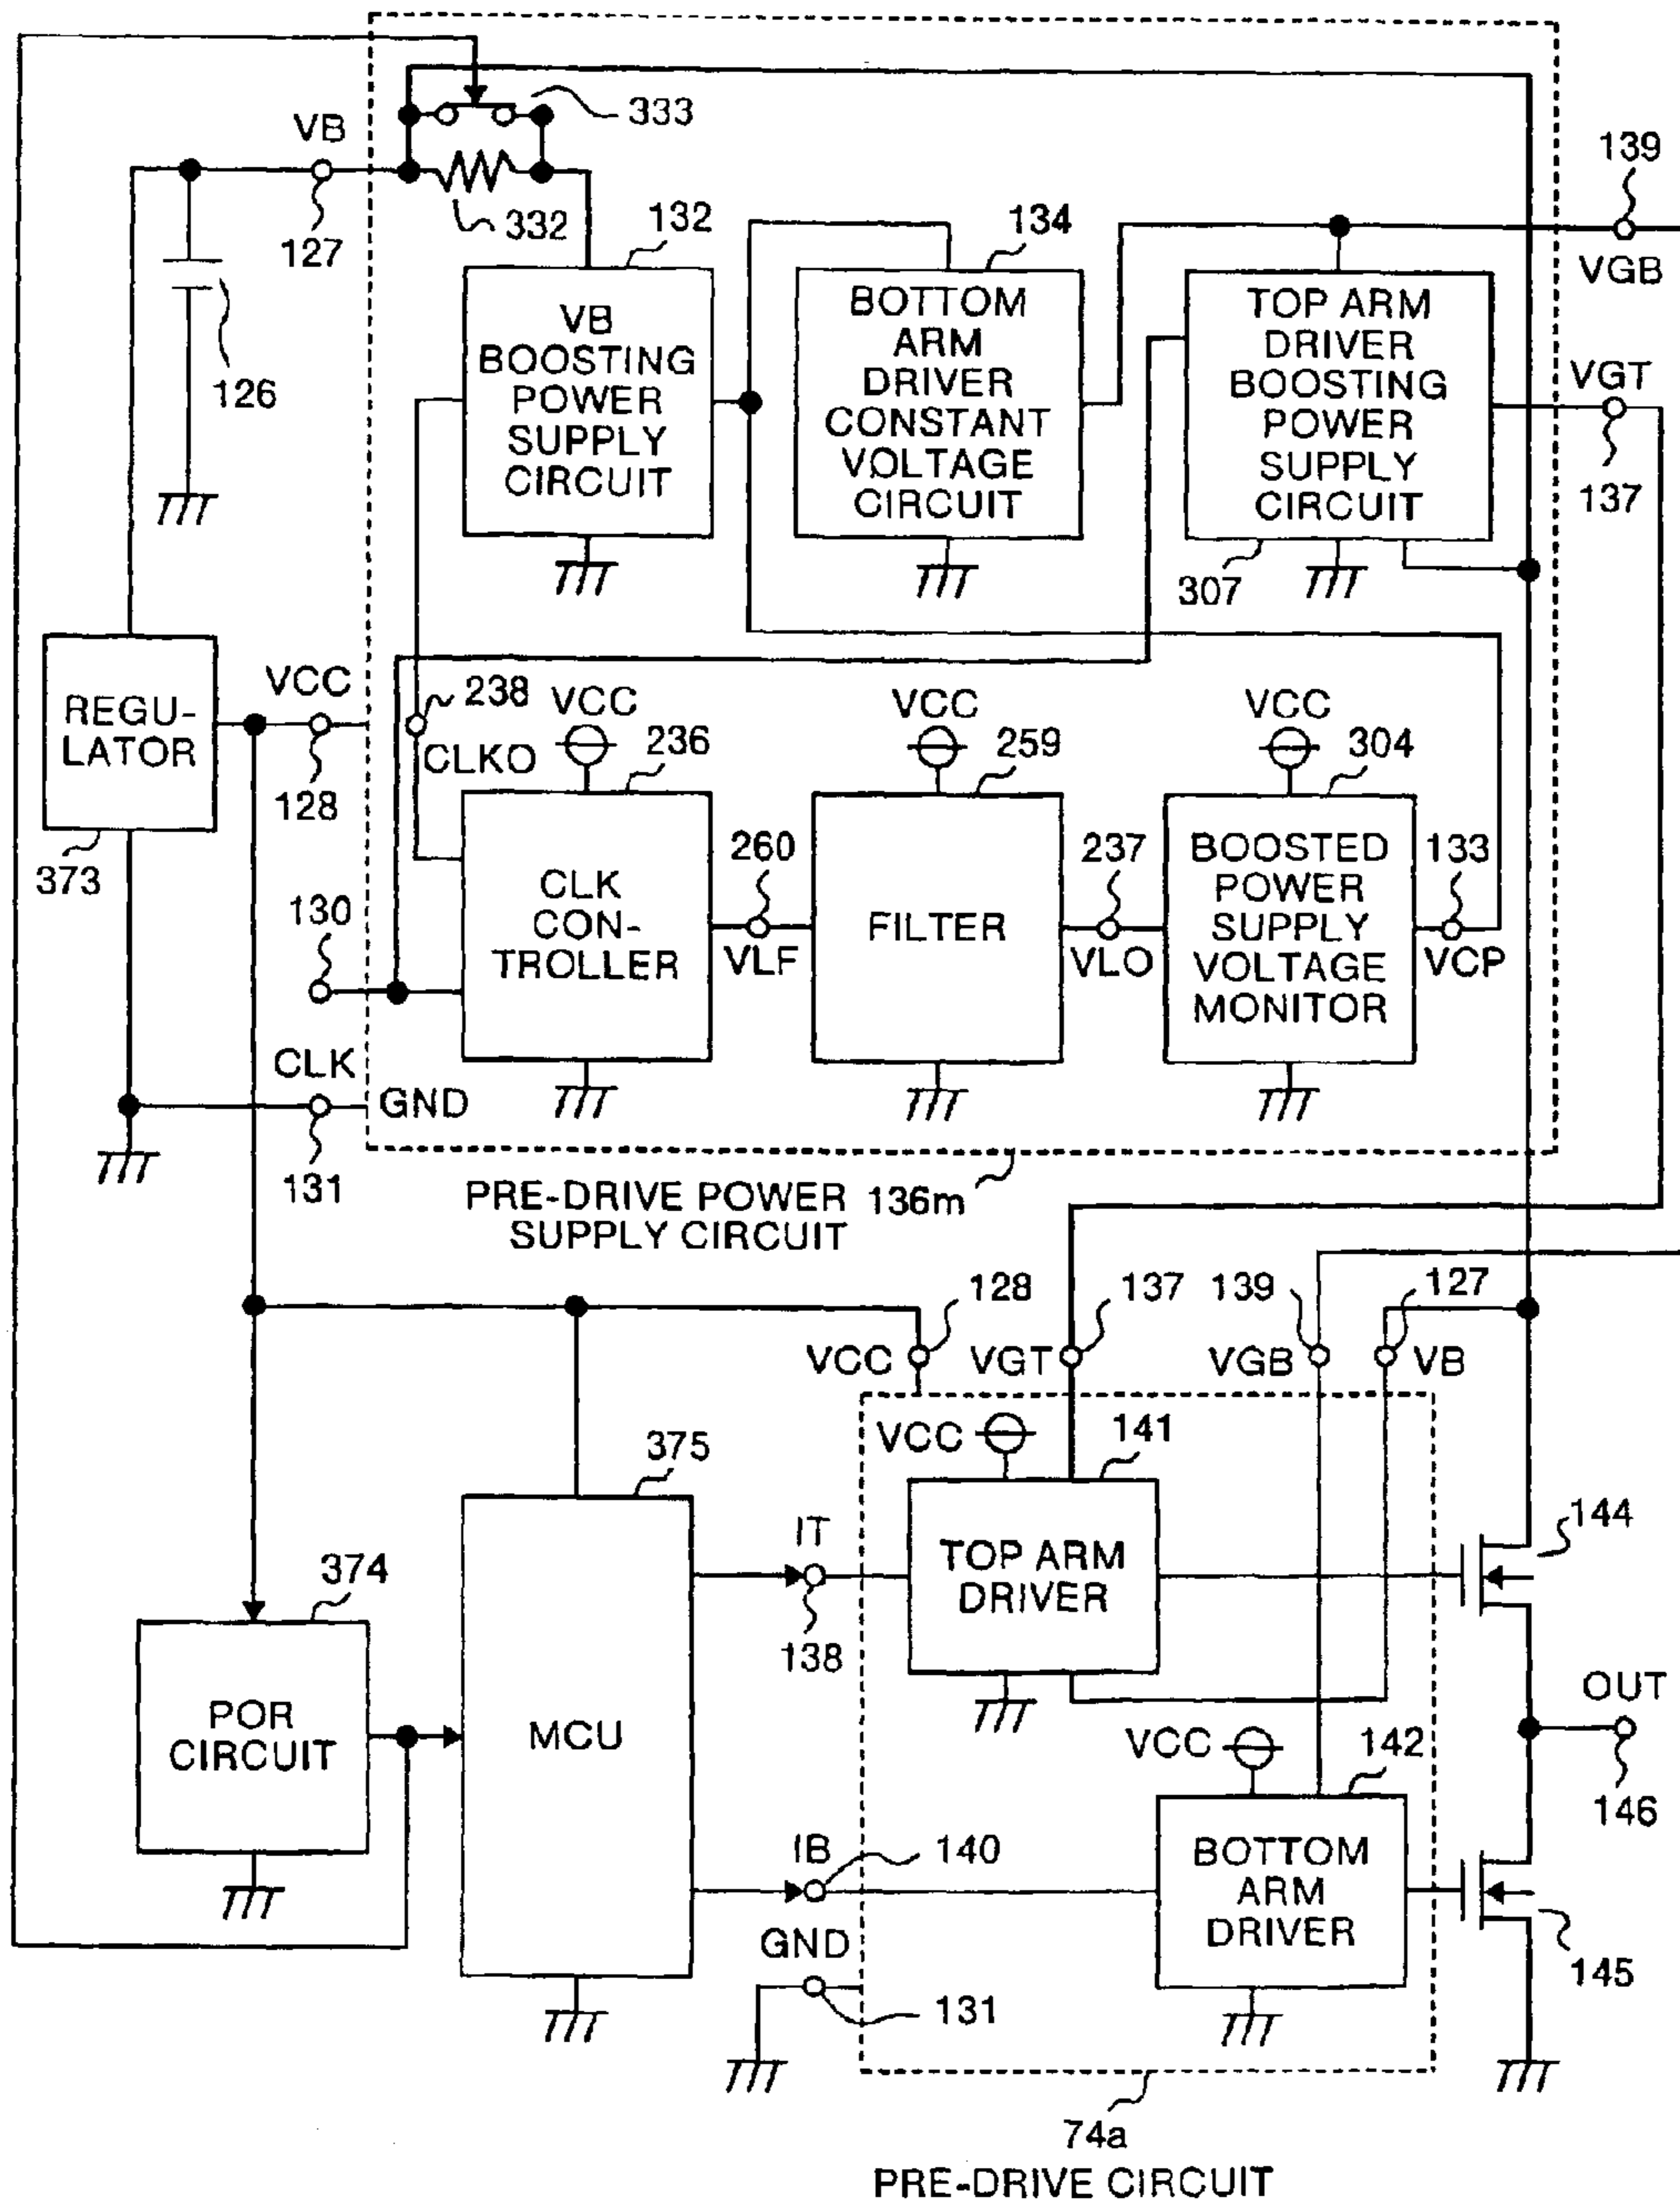 333
VB
139
127
332
132
134
VGB
VB
BOOSTING
POWER
SUPPLY
CIRCUIT
BOTTOM
ARM
DRIVER
CONSTANT
VOLTAGE
CIRCUIT
TOP ARM
DRIVER
BOOSTING
POWER
SUPPLY
CIRCUIT
VGT
137
126
307
REGU-
LATOR
VCC
128
373
238
CLKO
VCC
236
VCC
259
VCC
304
130
CLK
CON-
TROLLER
260
VLF
FILTER
237
VLO
BOOSTED
POWER
SUPPLY
VOLTAGE
MONITOR
133
VCP
CLK
GND
131
PRE-DRIVE POWER
SUPPLY CIRCUIT
136m
VCC
128
VGT
137
139
VGB
127
VB
VCC
141
375
IT
138
TOP ARM
DRIVER
144
374
POR
CIRCUIT
MCU
OUT
146
VCC
142
IB
140
BOTTOM
ARM
DRIVER
GND
131
145
74a
PRE-DRIVE CIRCUIT